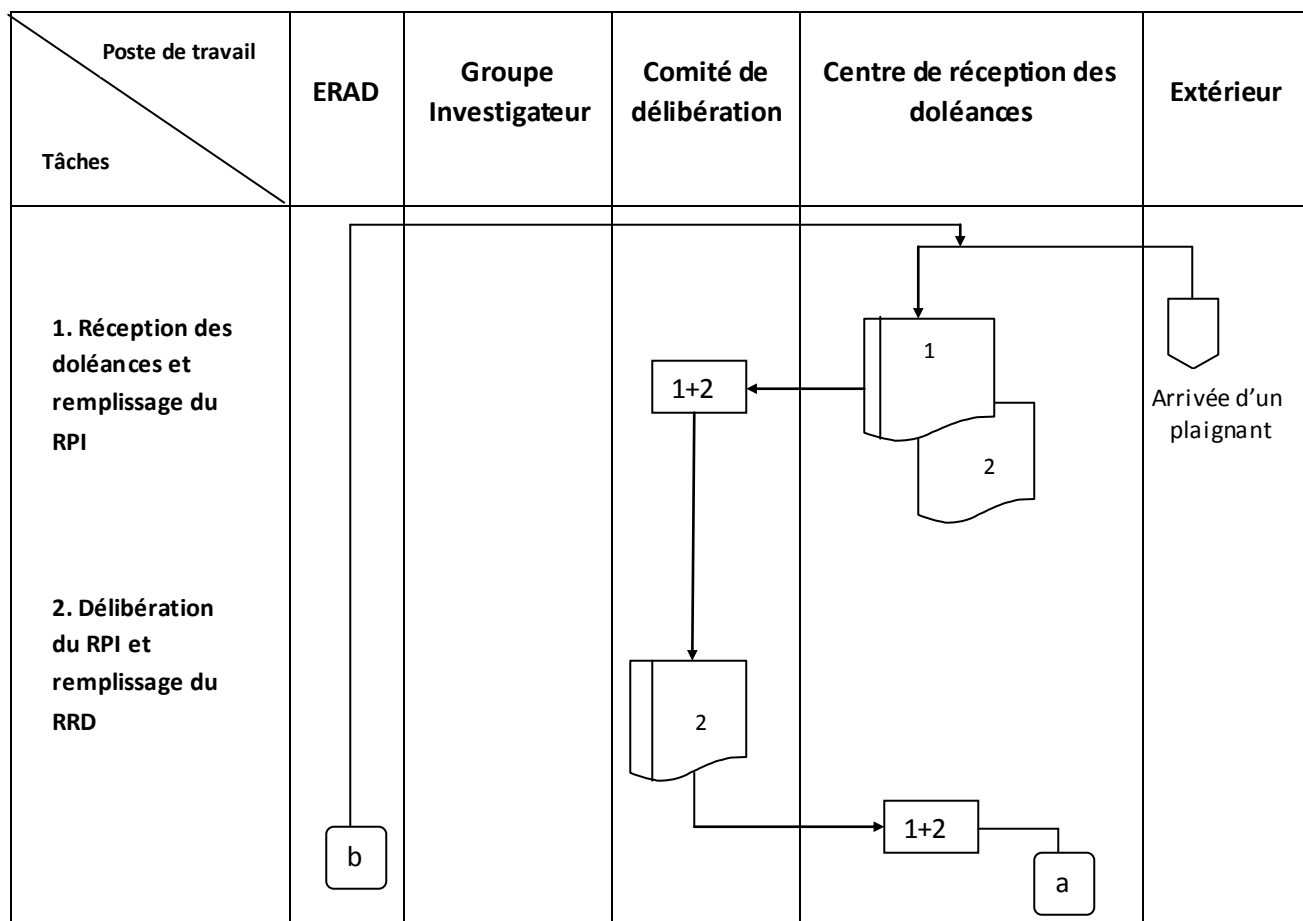 Poste de travail
Tâches
ERAD
Groupe
Investigateur
Comité de
délibération
Centre de réception des
doléances
Extérieur
1. Réception des
doléances et
remplissage du
RPI
1+2
1
2
Arrivée d’un
plaignant
2. Délibération
du RPI et
remplissage du
RRD
2
1+2
b
a